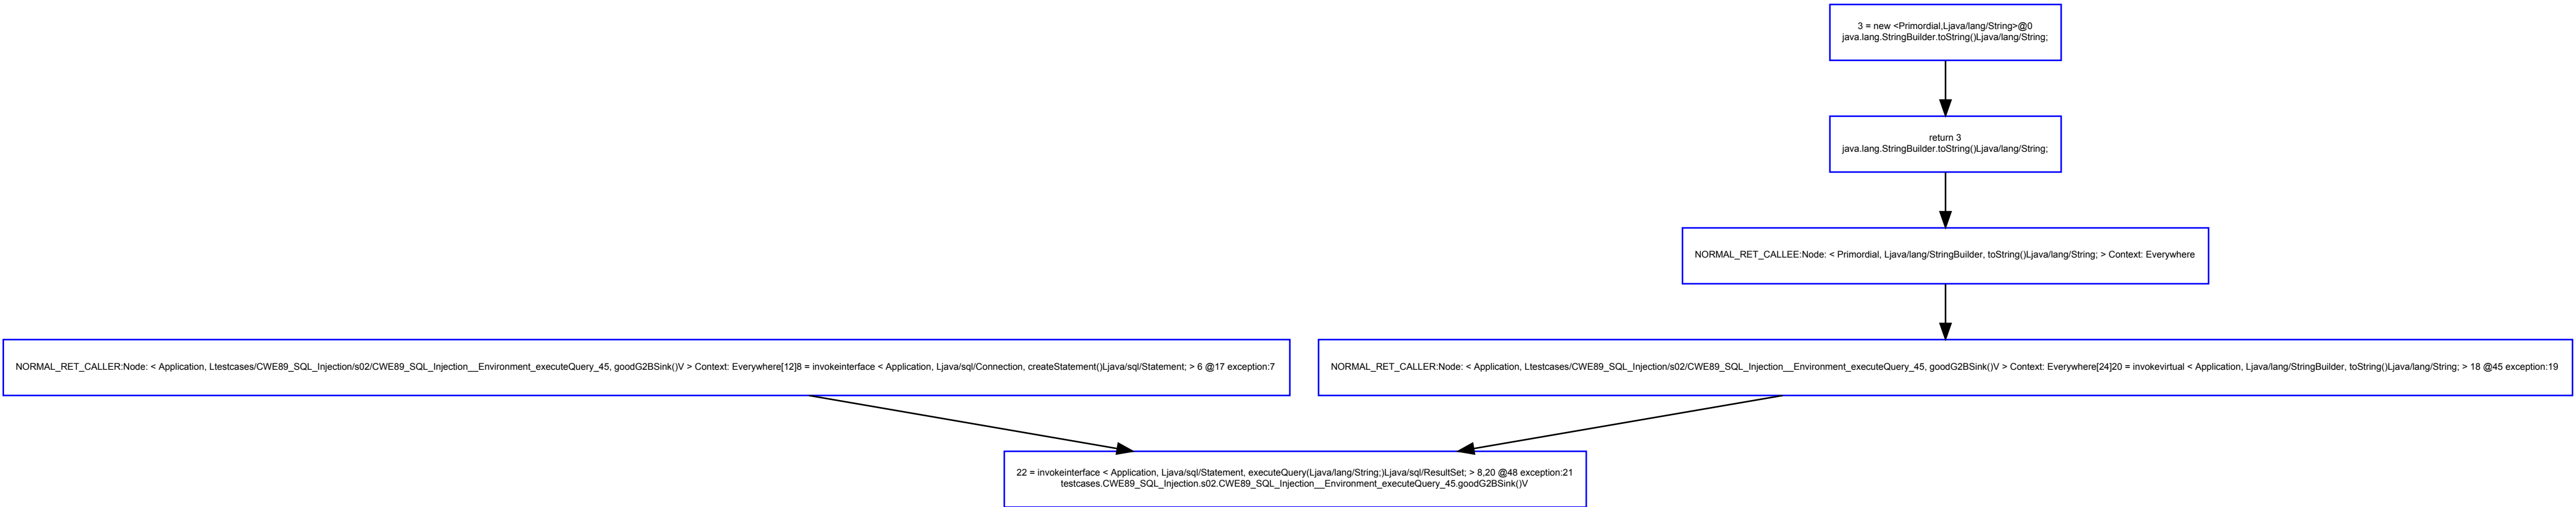 3 = new <Primordial,Ljava/lang/String>@0
java.lang.StringBuilder.toString()Ljava/lang/String;
return 3
java.lang.StringBuilder.toString()Ljava/lang/String;
NORMAL_RET_CALLEE:Node: < Primordial, Ljava/lang/StringBuilder, toString()Ljava/lang/String; > Context: Everywhere
NORMAL_RET_CALLER:Node: < Application, Ltestcases/CWE89_SQL_Injection/s02/CWE89_SQL_Injection__Environment_executeQuery_45, goodG2BSink()V > Context: Everywhere[12]8 = invokeinterface < Application, Ljava/sql/Connection, createStatement()Ljava/sql/Statement; > 6 @17 exception:7
NORMAL_RET_CALLER:Node: < Application, Ltestcases/CWE89_SQL_Injection/s02/CWE89_SQL_Injection__Environment_executeQuery_45, goodG2BSink()V > Context: Everywhere[24]20 = invokevirtual < Application, Ljava/lang/StringBuilder, toString()Ljava/lang/String; > 18 @45 exception:19
22 = invokeinterface < Application, Ljava/sql/Statement, executeQuery(Ljava/lang/String;)Ljava/sql/ResultSet; > 8,20 @48 exception:21
testcases.CWE89_SQL_Injection.s02.CWE89_SQL_Injection__Environment_executeQuery_45.goodG2BSink()V